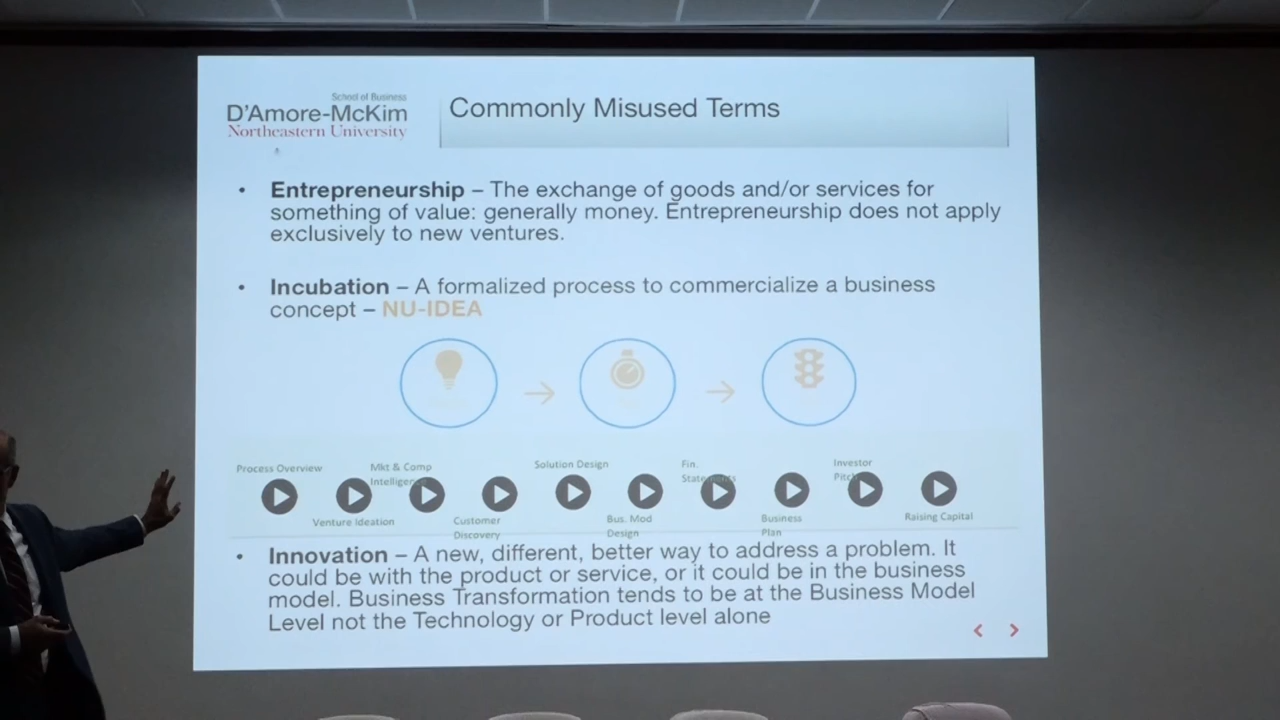 School of Business
D'Amore-McKim
Northeastern University
Commonly Misused Terms
• Entrepreneurship – The exchange of goods and/or services for
something of value: generally money. Entrepreneurship does not apply
exclusively to new ventures.
• Incubation – A formalized process to commercialize a business
concept – NU-IDEA
Process Overview
Venture Ideation
Mkt & Comp
Intelligence
Customer
Discovery
Solution Design
Bus. Mod
Design
Fin.
Statements
Business
Plan
Investor
Pitch
Raising Capital
• Innovation – A new, different, better way to address a problem. It
could be with the product or service, or it could be in the business
model. Business Transformation tends to be at the Business Model
Level not the Technology or Product level alone